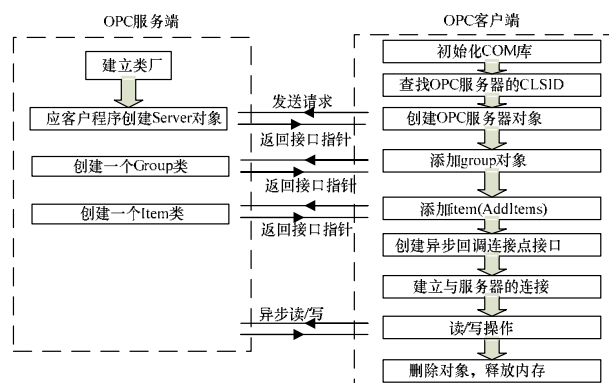 OPC服务端
OPC客户端
建立类厂
应客户程序创建Server对象
创建一个Group类
创建一个Item类
发送请求
返回接口指针
返回接口指针
返回接口指针
异步读/写
初始化COM库
查找OPC服务器的CLSID
创建OPC服务器对象
添加group对象
添加item(AddItems)
创建异步回调连接点接口
建立与服务器的连接
读/写操作
删除对象，释放内存